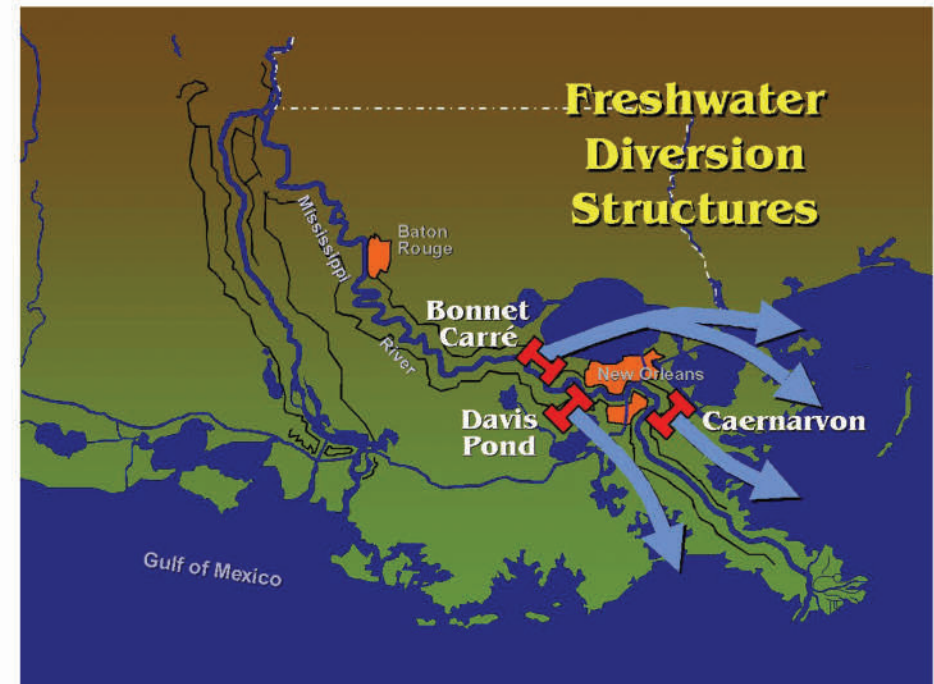 Freshwater
Diversion
Structures
Mississippi
River
Baton
Rouge
Bonnet
Carré
New Orleans
Davis
Pond
Caernarvon
Gulf of Mexico